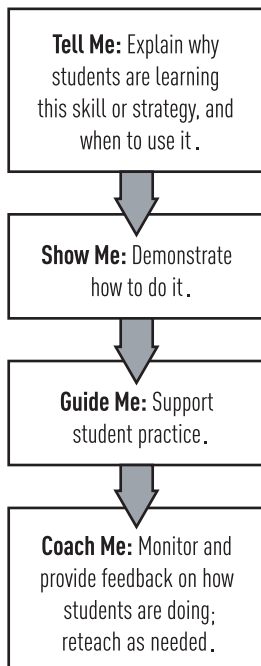 Tell Me: Explain why
students are learning
this skill or strategy, and
when to use it.
Show Me: Demonstrate
how to do it.
Guide Me: Support
student practice.
Coach Me: Monitor and
provide feedback on how
students are doing;
reteach as needed.